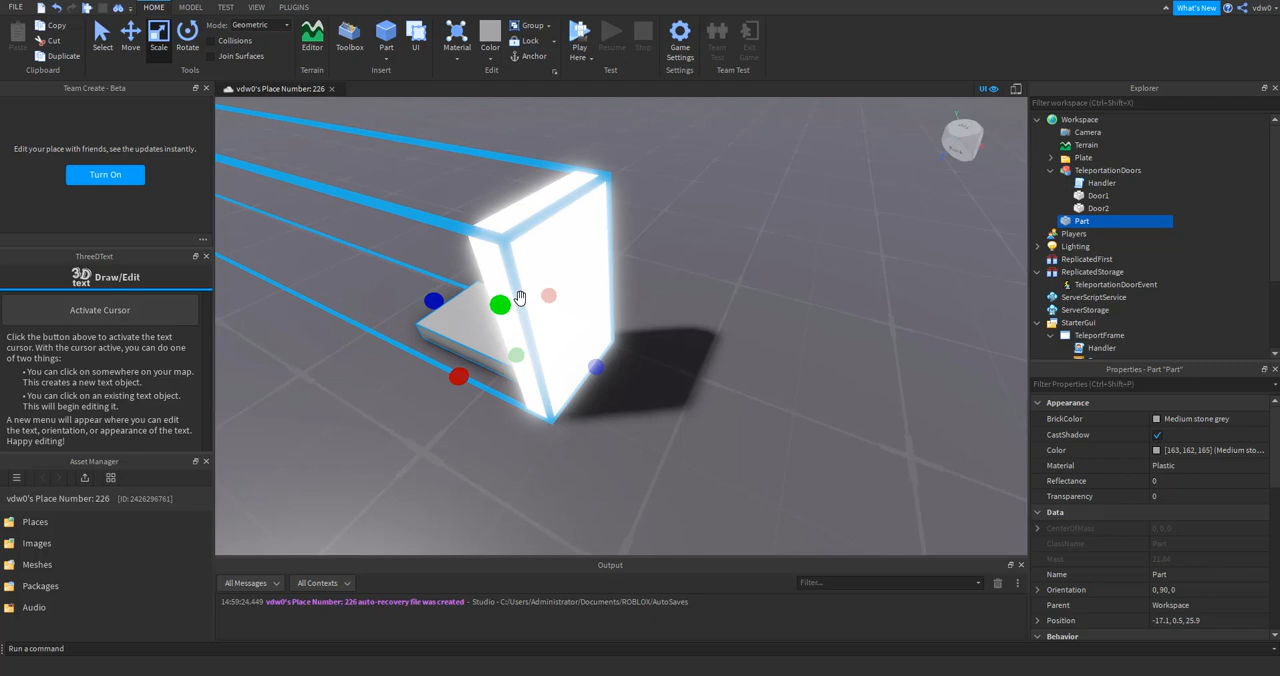 FILE
HOME
MODEL
TEST
VIEW
PLUGINS
What's New
vdw0
Paste
Copy
Cut
Duplicate
Clipboard
Select
Move
Scale
Rotate
Mode: Geometric
Collisions
Join Surfaces
Tools
Editor
Terrain
Toolbox
Part
UI
Insert
Material
Color
Group
Lock
Anchor
Edit
Play
Here
Resume
Stop
Test
Game
Settings
Settings
Team
Test
Exit
Game
Team Test
Team Create - Beta
Edit your place with friends, see the updates instantly.
Turn On
ThreeDText
3D
text
Draw/Edit
Activate Cursor
Click the button above to activate the text
cursor. With the cursor active, you can do one
of two things:
• You can click on somewhere on your map.
This creates a new text object.
• You can click on an existing text object.
This will begin editing it.
A new menu will appear where you can edit
the text, orientation, or appearance of the text.
Happy editing!
Asset Manager
vdw0's Place Number: 226 [ID: 2426296761]
Places
Images
Meshes
Packages
Audio
vdw0's Place Number: 226
UI
Back
Output
All Messages
All Contexts
Filter...
14:59:24.449 vdw0's Place Number: 226 auto-recovery file was created - Studio - C:/Users/Administrator/Documents/ROBLOX/AutoSaves
Run a command
Explorer
Filter workspace (Ctrl+Shift+X)
Workspace
Camera
Terrain
Plate
TeleportationDoors
Handler
Door1
Door2
Part
Players
Lighting
ReplicatedFirst
ReplicatedStorage
TeleportationDoorEvent
ServerScriptService
ServerStorage
StarterGui
TeleportFrame
Handler
Properties - Part "Part"
Filter Properties (Ctrl+Shift+P)
Appearance
BrickColor Medium stone grey
CastShadow
Color [163, 162, 165] (Medium sto...
Material Plastic
Reflectance 0
Transparency 0
Data
CenterOfMass 0, 0, 0
ClassName Part
Mass 21.84
Name Part
Orientation 0, 90, 0
Parent Workspace
Position -17.1, 0.5, 25.9
Behavior